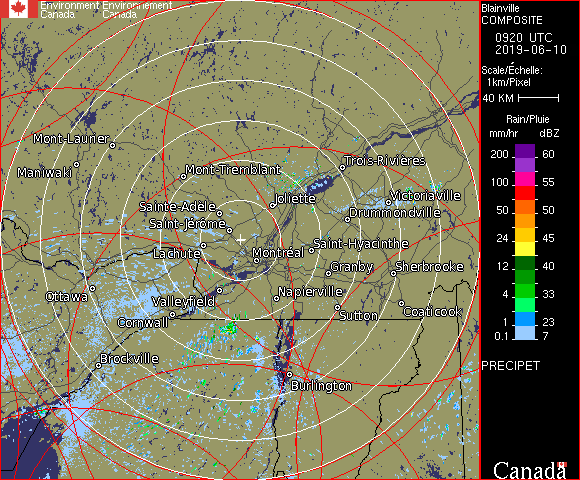 Environment Environnement
Canada Canada
Blainville
COMPOSITE
0920 UTC
2019-06-10
Scale/Échelle:
1km/Pixel
40 KM
Rain/Pluie
mm/hr dBZ
200 60
100 55
50 50
24 45
12 40
4 33
1 23
0.1 7
PRECIPET
Mont-Laurier
Maniwaki
Mont-Tremblant
Trois-Rivières
Joliette
Victoriaville
Sainte-Adele
Drummondville
Saint-Jérôme
Lachute
Montréal
Saint-Hyacinthe
Granby
Sherbrooke
Ottawa
Valleyfield
Napierville
Cornwall
Sutton
Coaticook
Brockville
Burlington
Canada